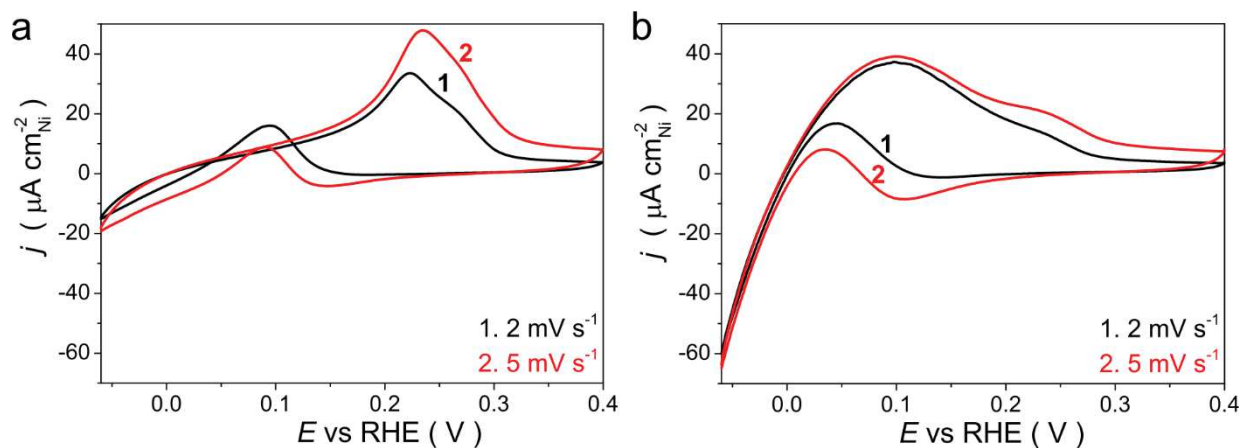 a
j ( μA cm⁻²Ni )
40
20
0
-20
-40
-60
2
1
1. 2 mV s⁻¹
2. 5 mV s⁻¹
0.0 0.1 0.2 0.3 0.4
E vs RHE ( V )
b
j ( μA cm⁻²Ni )
40
20
0
-20
-40
-60
1
2
1. 2 mV s⁻¹
2. 5 mV s⁻¹
0.0 0.1 0.2 0.3 0.4
E vs RHE ( V )